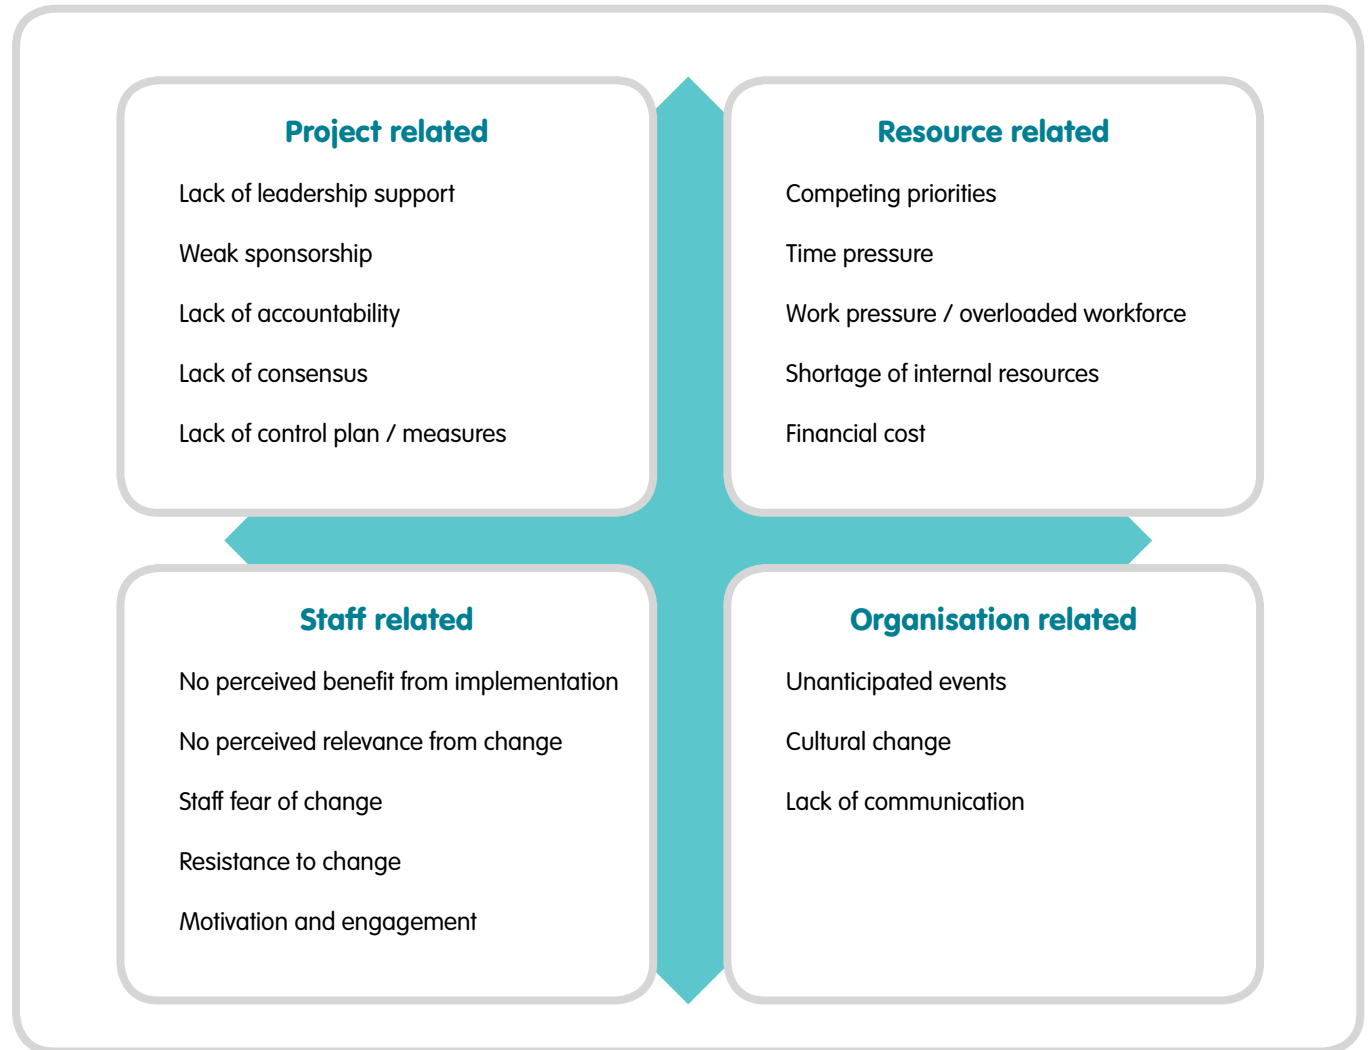 Project related
Lack of leadership support
Weak sponsorship
Lack of accountability
Lack of consensus
Lack of control plan / measures
Resource related
Competing priorities
Time pressure
Work pressure / overloaded workforce
Shortage of internal resources
Financial cost
Staff related
No perceived benefit from implementation
No perceived relevance from change
Staff fear of change
Resistance to change
Motivation and engagement
Organisation related
Unanticipated events
Cultural change
Lack of communication